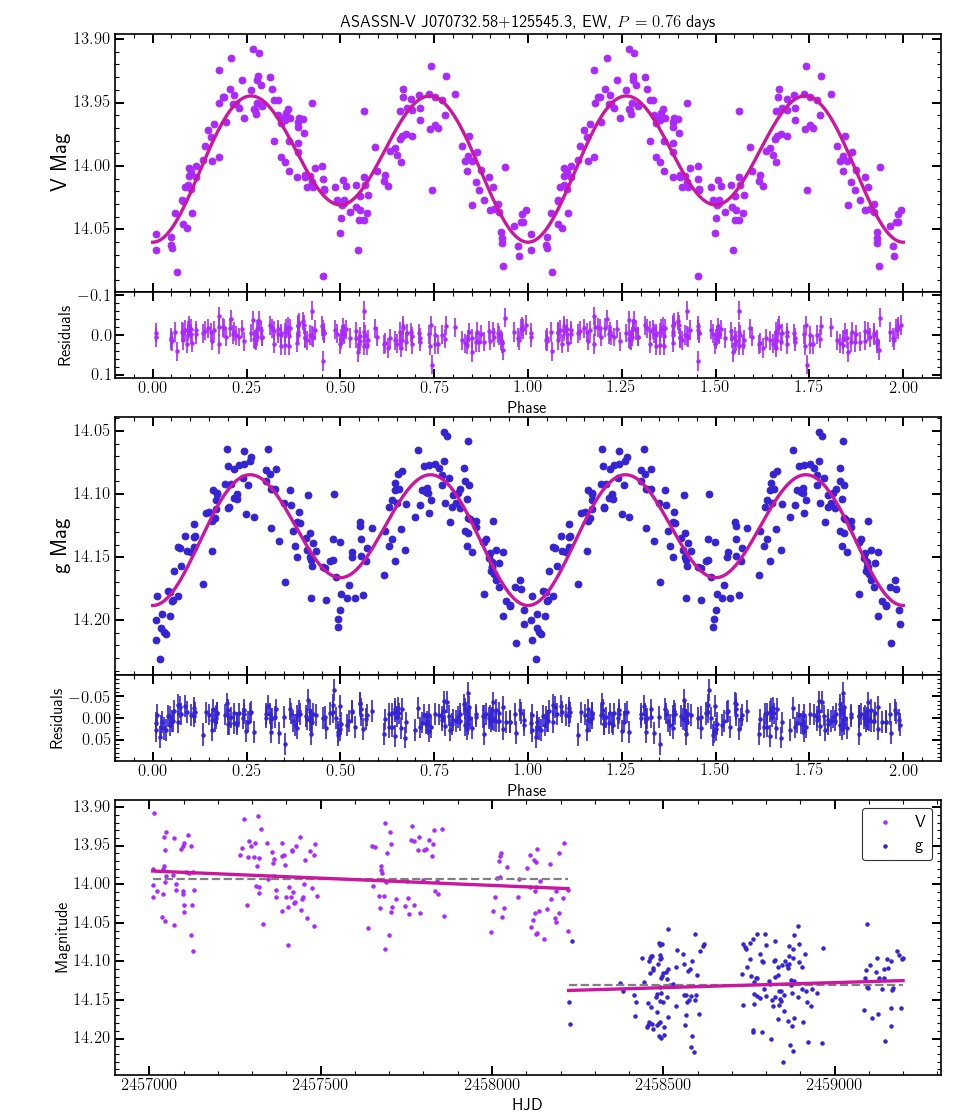 ASASSN-V J070732.58+125545.3, EW, P = 0.76 days
13.90
13.95
14.00
14.05
V Mag
−0.1
0.0
0.1
Residuals
0.00 0.25 0.50 0.75 1.00 1.25 1.50 1.75 2.00
Phase
14.05
14.10
14.15
14.20
g Mag
−0.05
0.00
0.05
Residuals
0.00 0.25 0.50 0.75 1.00 1.25 1.50 1.75 2.00
Phase
13.90
13.95
14.00
14.05
14.10
14.15
14.20
Magnitude
V
g
2457000 2457500 2458000 2458500 2459000
HJD